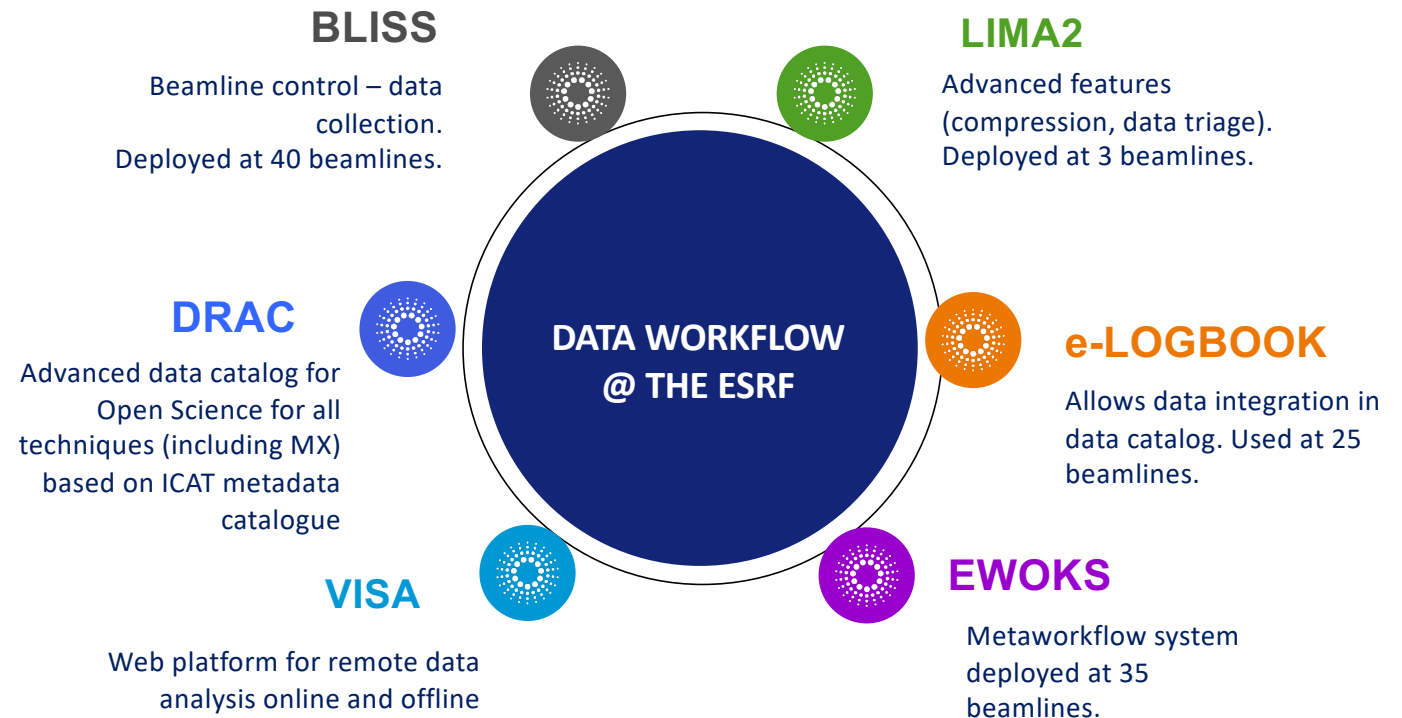 BLISS
Beamline control – data
collection.
Deployed at 40 beamlines.
LIMA2
Advanced features
(compression, data triage).
Deployed at 3 beamlines.
DRAC
Advanced data catalog for
Open Science for all
techniques (including MX)
based on ICAT metadata
catalogue
DATA WORKFLOW
@ THE ESRF
e-LOGBOOK
Allows data integration in
data catalog. Used at 25
beamlines.
VISA
Web platform for remote data
analysis online and offline
EWOKS
Metaworkflow system
deployed at 35
beamlines.